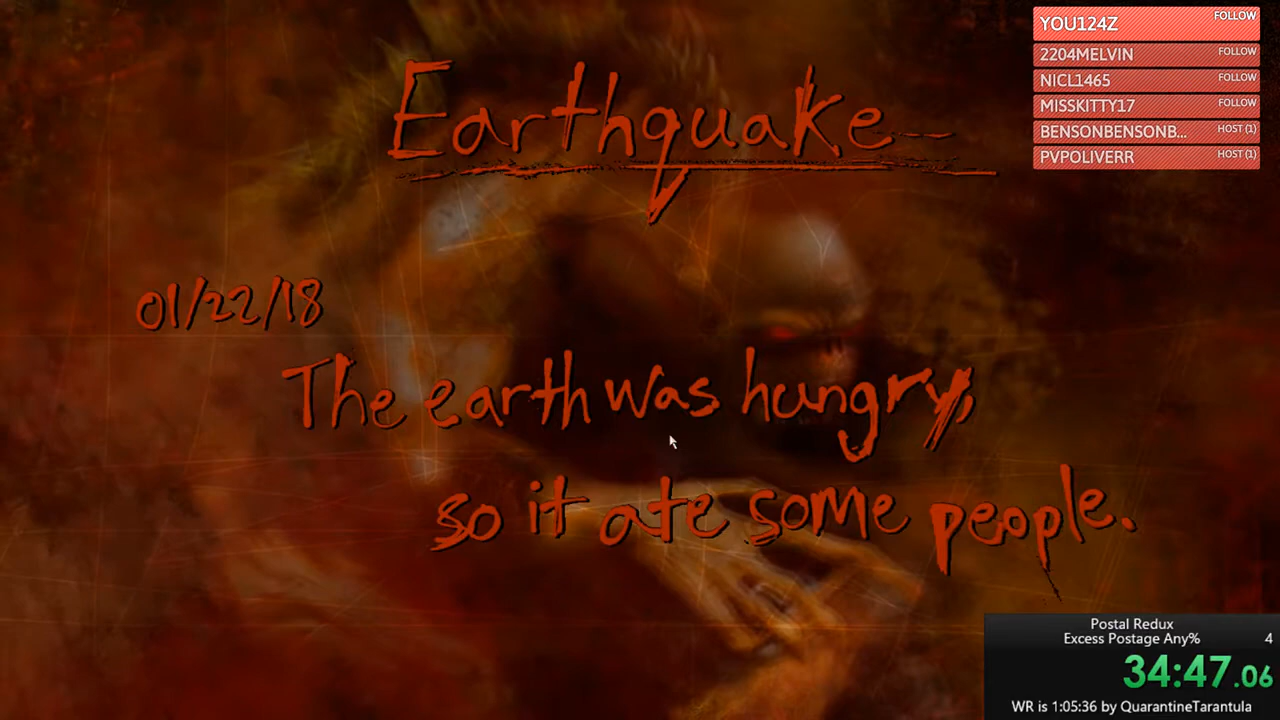 Earthquake
01/22/18
The earth was hungry,
so it ate some people.
YOU124Z FOLLOW
2204MELVIN FOLLOW
NICL1465 FOLLOW
MISSKITTY17 FOLLOW
BENSONBENSONB... HOST (1)
PVPOLIVERR HOST (1)
Postal Redux
Excess Postage Any% 4
34:47.06
WR is 1:05:36 by QuarantineTarantula